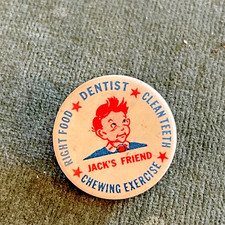 RIGHT FOOD ★ DENTIST ★ CLEAN TEETH ★ CHEWING EXERCISE ★
JACK'S FRIEND